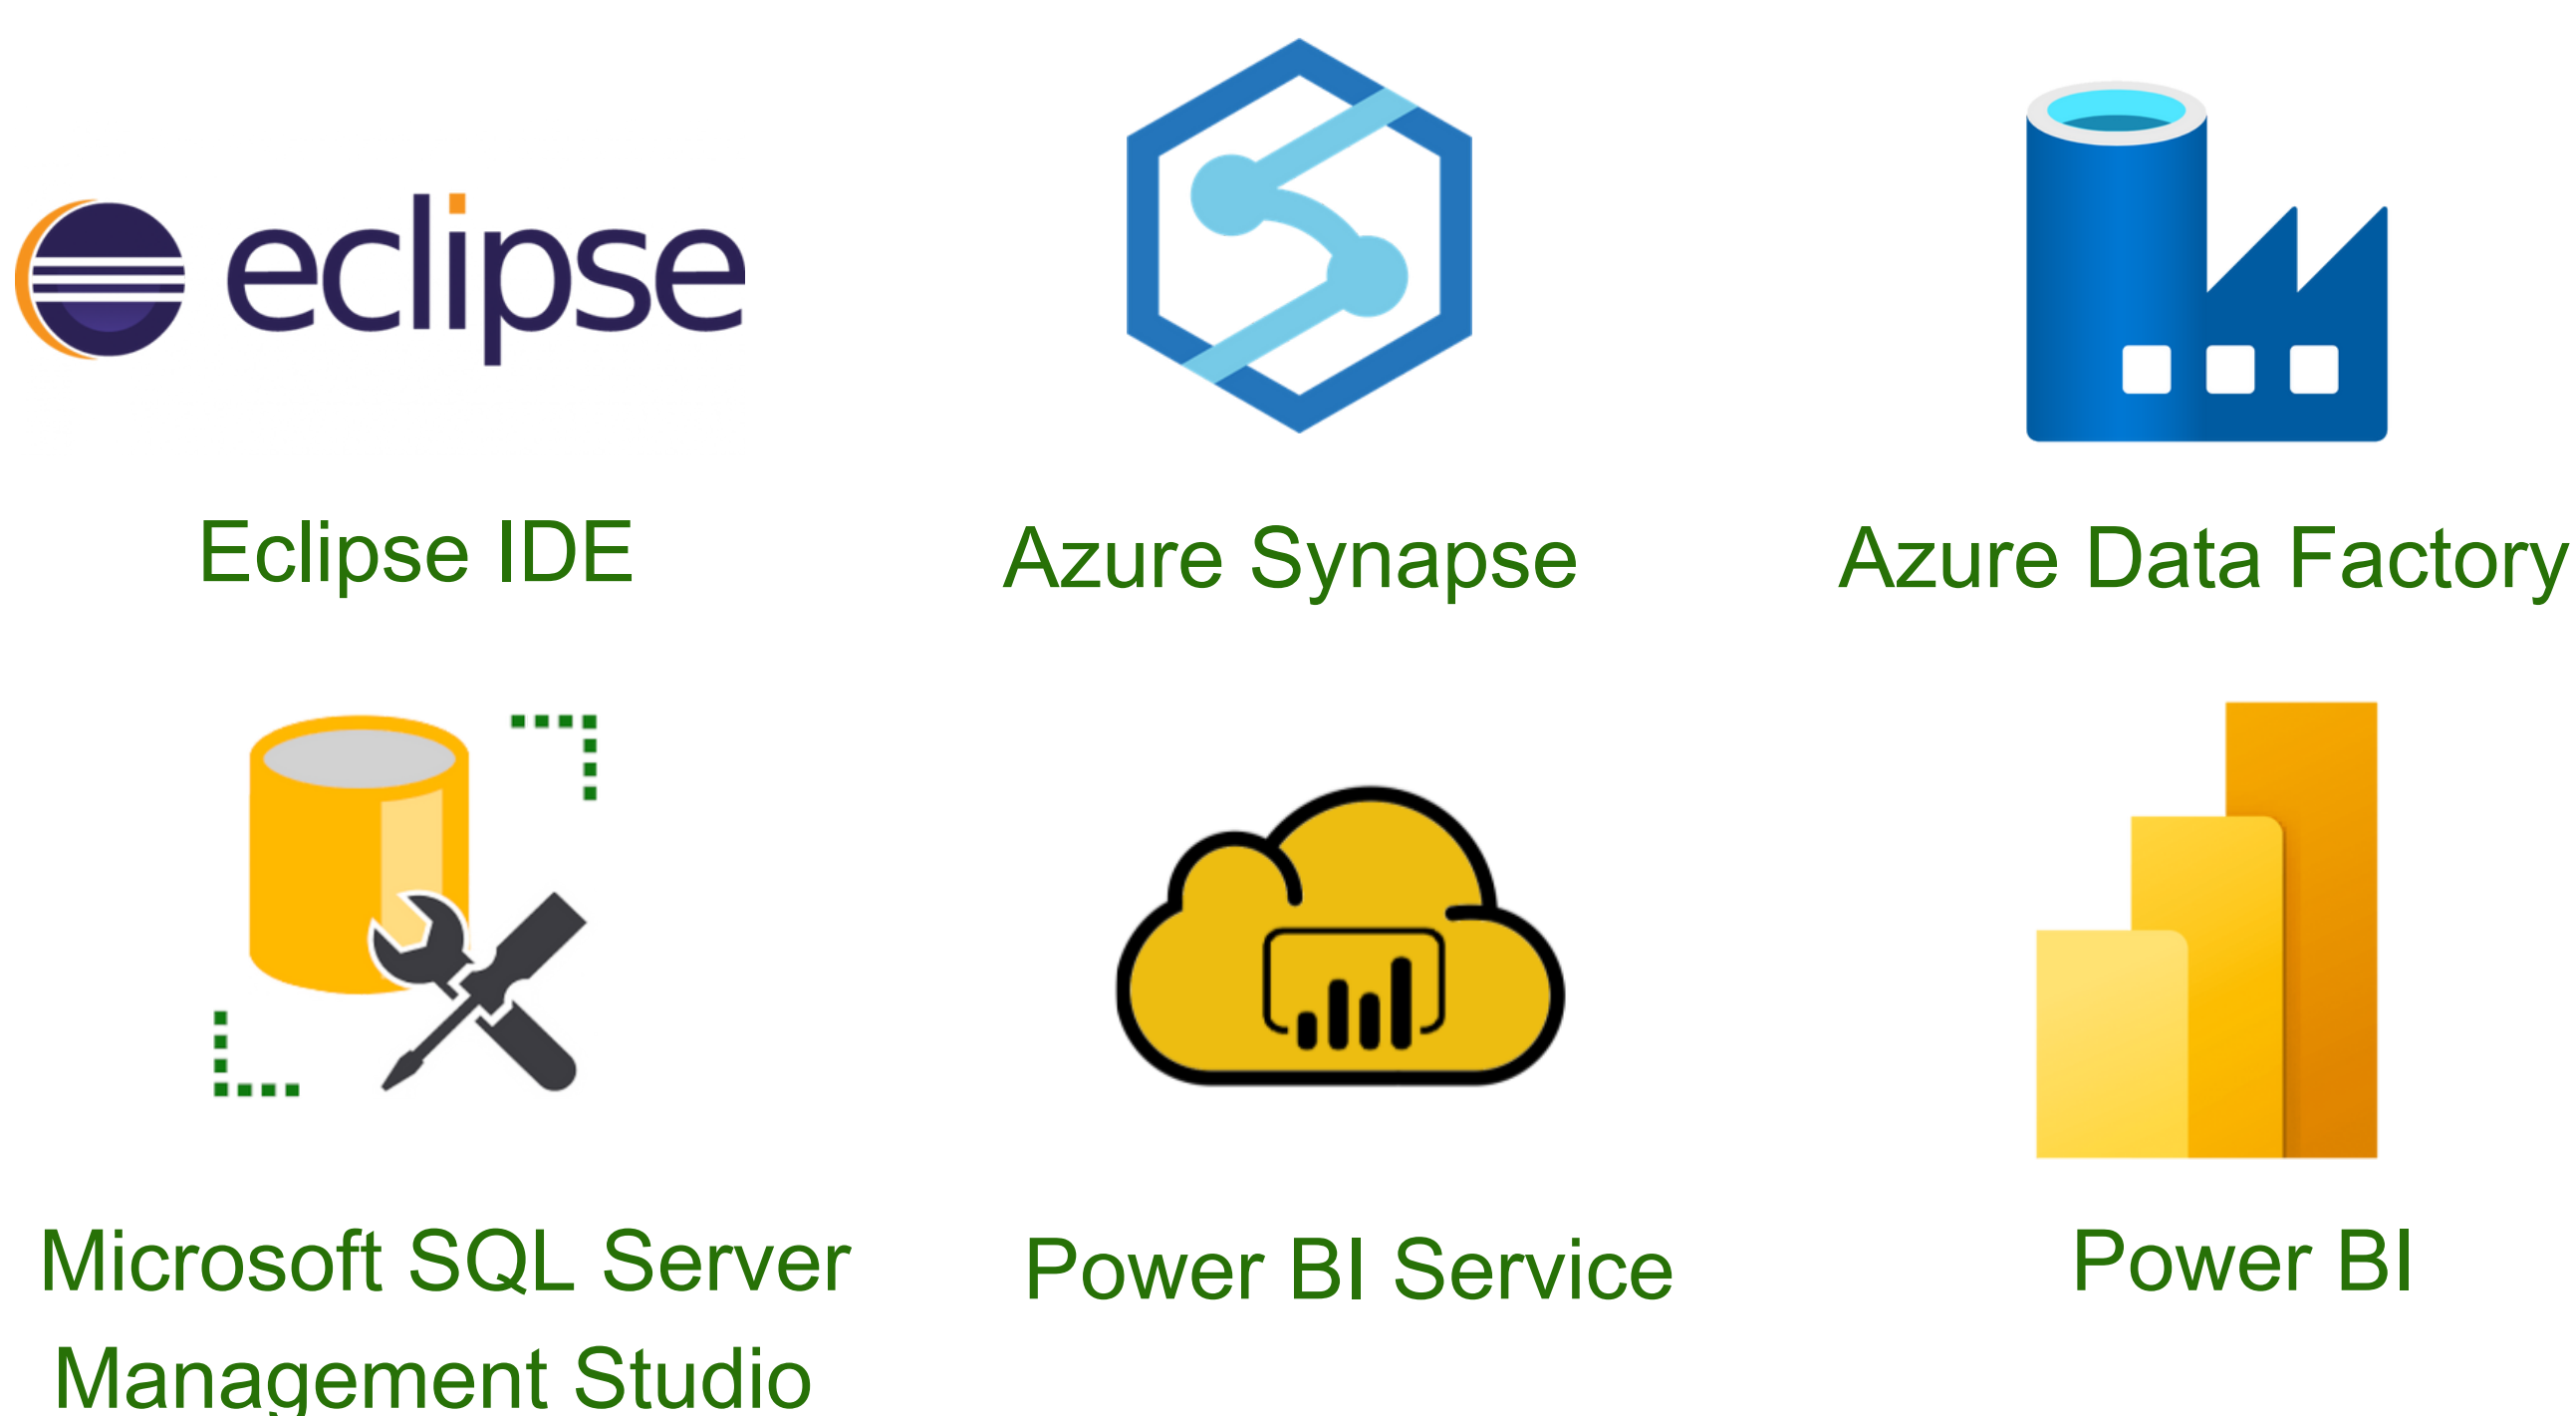 eclipse
Eclipse IDE
Azure Synapse
Azure Data Factory
Microsoft SQL Server
Management Studio
Power BI Service
Power BI